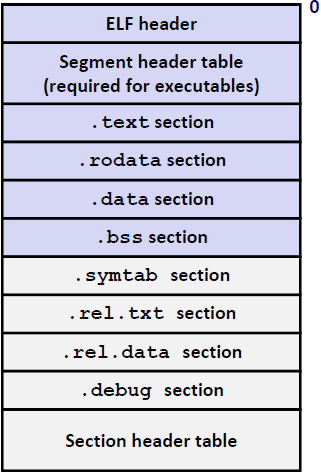 0
ELF header
Segment header table
(required for executables)
.text section
.rodata section
.data section
.bss section
.symtab section
.rel.txt section
.rel.data section
.debug section
Section header table